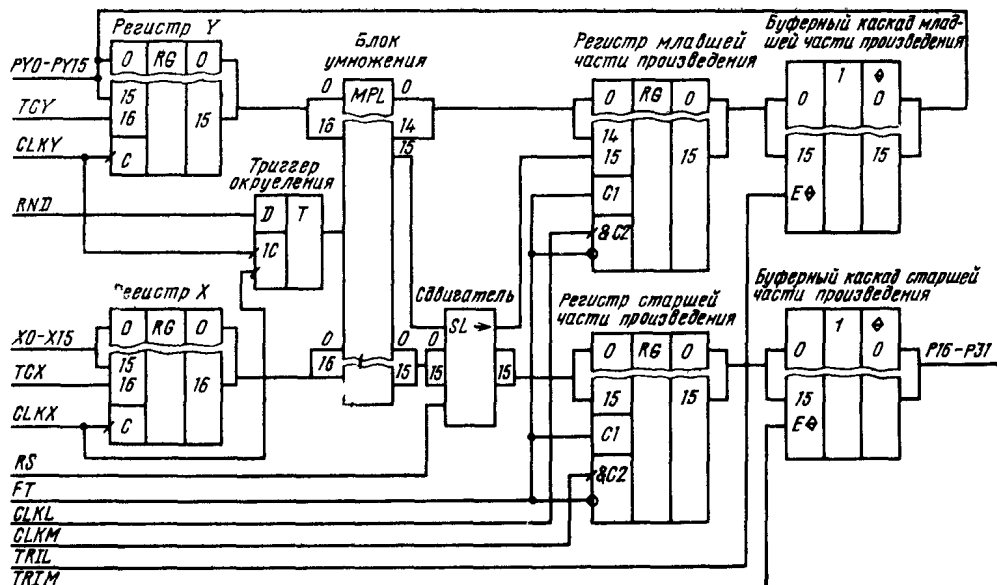 Регистр Y
Блок
умножения
Регистр младшей
части произведения
Буферный каскад млад-
шей части произведения
PY0-PY15
TCY
CLKY
RND
0 RG 0
15
16
15
C
Триггер
округления
D T
1C
0
16
MPL
0
14
15
0 RG 0
14
15
15
C1
&C2
1
0
0
15
15
E
Регистр X
X0-X15
TCX
CLKX
RS
FT
CLKL
CLKM
TRIL
TRIM
0 RG 0
15
16
16
C
0
16
0
15
Сдвигатель
0
15
SL
0
15
Регистр старшей
части произведения
0 RG 0
15
15
C1
&C2
Буферный каскад старшей
части произведения
1
0
0
15
15
E
P16-P31